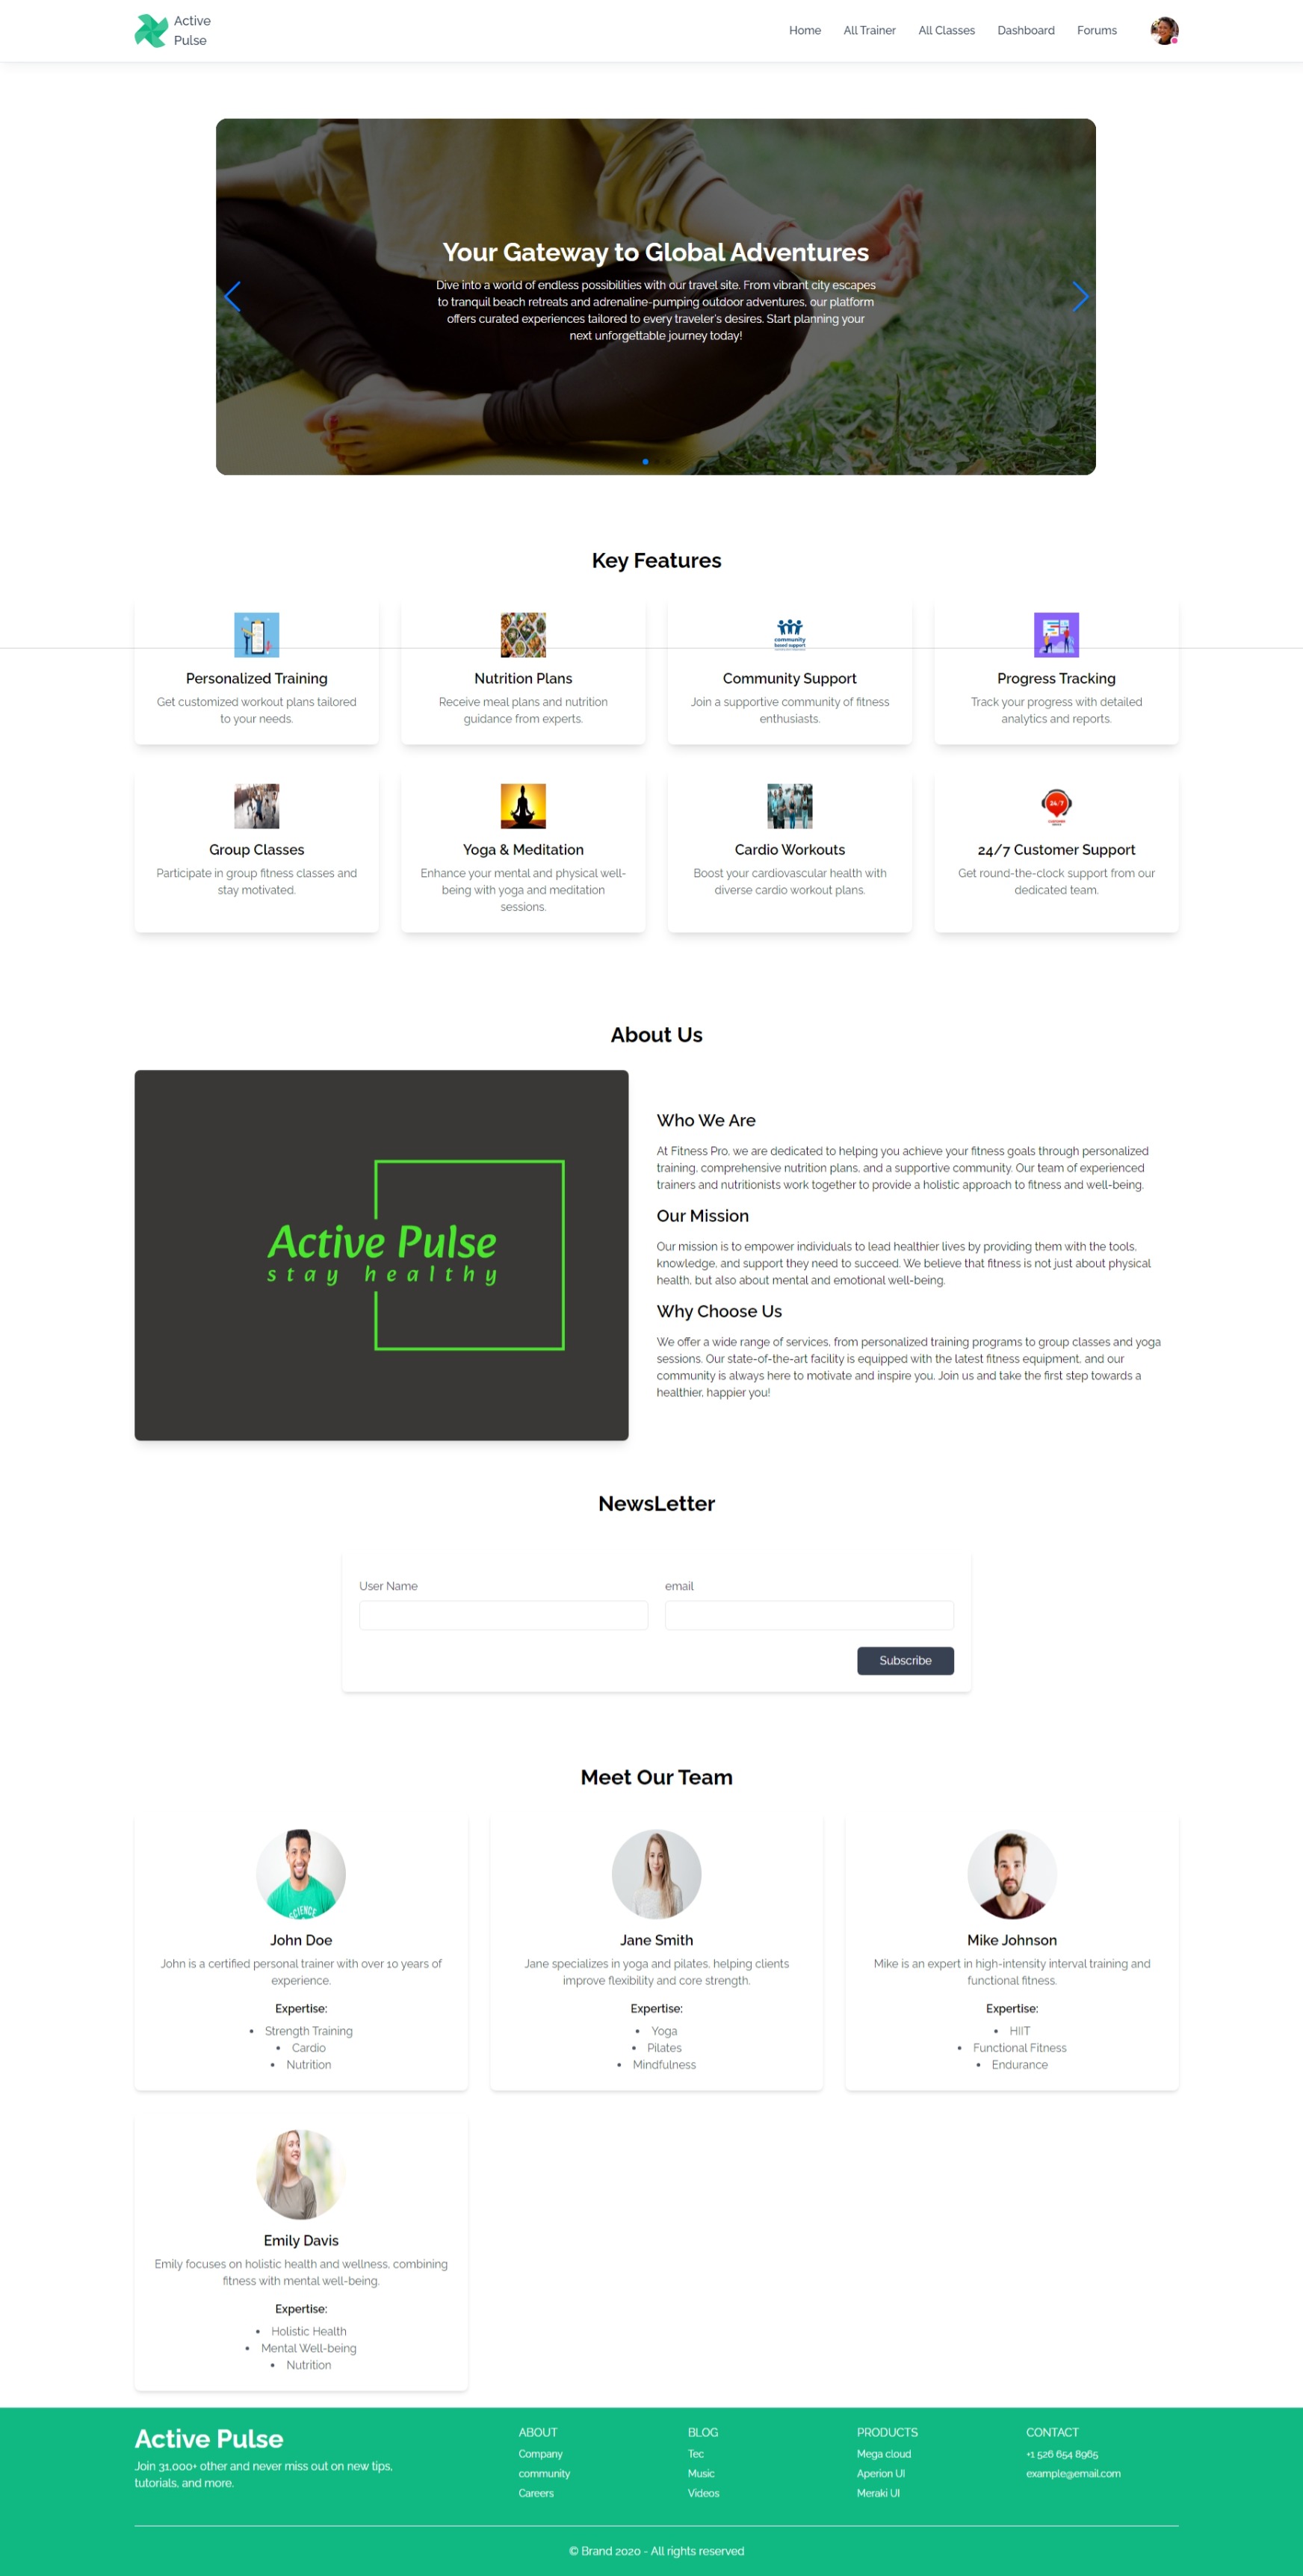 Active
Pulse
Home
All Trainer
All Classes
Dashboard
Forums
Your Gateway to Global Adventures
Dive into a world of endless possibilities with our travel site. From vibrant city escapes
to tranquil beach retreats and adrenaline-pumping outdoor adventures, our platform
offers curated experiences tailored to every traveler's desires. Start planning your
next unforgettable journey today!
Key Features
community
based support
Personalized Training
Get customized workout plans tailored
to your needs.
Nutrition Plans
Receive meal plans and nutrition
guidance from experts.
Community Support
Join a supportive community of fitness
enthusiasts.
Progress Tracking
Track your progress with detailed
analytics and reports.
Group Classes
Participate in group fitness classes and
stay motivated.
Yoga & Meditation
Enhance your mental and physical well-
being with yoga and meditation
sessions.
Cardio Workouts
Boost your cardiovascular health with
diverse cardio workout plans.
24/7
24/7 Customer Support
Get round-the-clock support from our
dedicated team.
About Us
Active Pulse
stay healthy
Who We Are
At Fitness Pro, we are dedicated to helping you achieve your fitness goals through personalized
training, comprehensive nutrition plans, and a supportive community. Our team of experienced
trainers and nutritionists work together to provide a holistic approach to fitness and well-being.
Our Mission
Our mission is to empower individuals to lead healthier lives by providing them with the tools,
knowledge, and support they need to succeed. We believe that fitness is not just about physical
health, but also about mental and emotional well-being.
Why Choose Us
We offer a wide range of services, from personalized training programs to group classes and yoga
sessions. Our state-of-the-art facility is equipped with the latest fitness equipment, and our
community is always here to motivate and inspire you. Join us and take the first step towards a
healthier, happier you!
NewsLetter
User Name
email
Subscribe
Meet Our Team
SCIENCE
John Doe
John is a certified personal trainer with over 10 years of
experience.
Expertise:
• Strength Training
• Cardio
• Nutrition
Jane Smith
Jane specializes in yoga and pilates, helping clients
improve flexibility and core strength.
Expertise:
• Yoga
• Pilates
• Mindfulness
Mike Johnson
Mike is an expert in high-intensity interval training and
functional fitness.
Expertise:
• HIIT
• Functional Fitness
• Endurance
Emily Davis
Emily focuses on holistic health and wellness, combining
fitness with mental well-being.
Expertise:
• Holistic Health
• Mental Well-being
• Nutrition
Active Pulse
Join 31,000+ other and never miss out on new tips,
tutorials, and more.
ABOUT
Company
community
Careers
BLOG
Tec
Music
Videos
PRODUCTS
Mega cloud
Aperion UI
Meraki UI
CONTACT
+1 526 654 8965
example@email.com
© Brand 2020 - All rights reserved